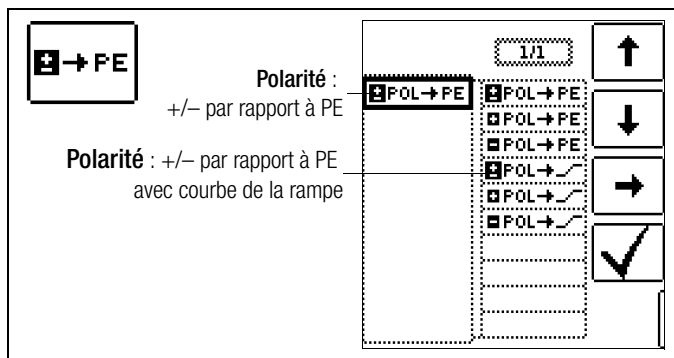 ±→PE
Polarité :
+/– par rapport à PE
Polarité : +/– par rapport à PE
avec courbe de la rampe
1/1
±POL→PE
±POL→PE
+POL→PE
–POL→PE
±POL→
+POL→
–POL→